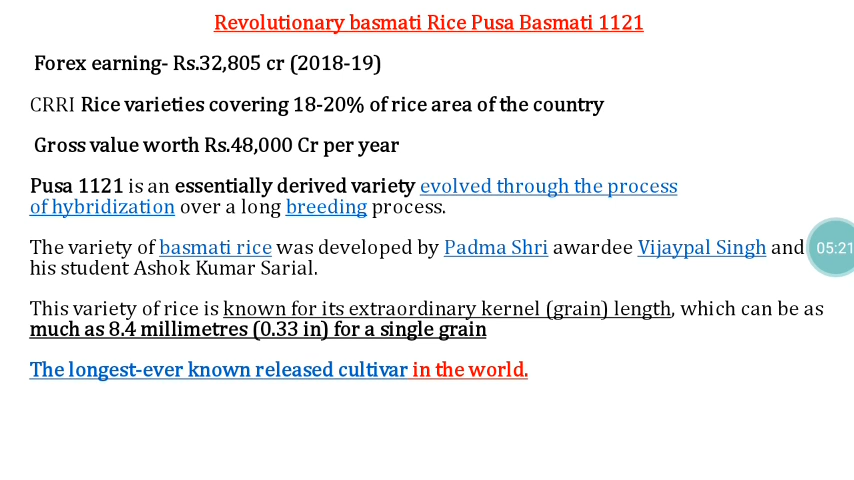 Revolutionary basmati Rice Pusa Basmati 1121
Forex earning- Rs.32,805 cr (2018-19)
CRRI Rice varieties covering 18-20% of rice area of the country
Gross value worth Rs.48,000 Cr per year
Pusa 1121 is an essentially derived variety evolved through the process
of hybridization over a long breeding process.
The variety of basmati rice was developed by Padma Shri awardee Vijaypal Singh and
05:21
his student Ashok Kumar Sarial.
This variety of rice is known for its extraordinary kernel (grain) length, which can be as
much as 8.4 millimetres (0.33 in) for a single grain
The longest-ever known released cultivar in the world.